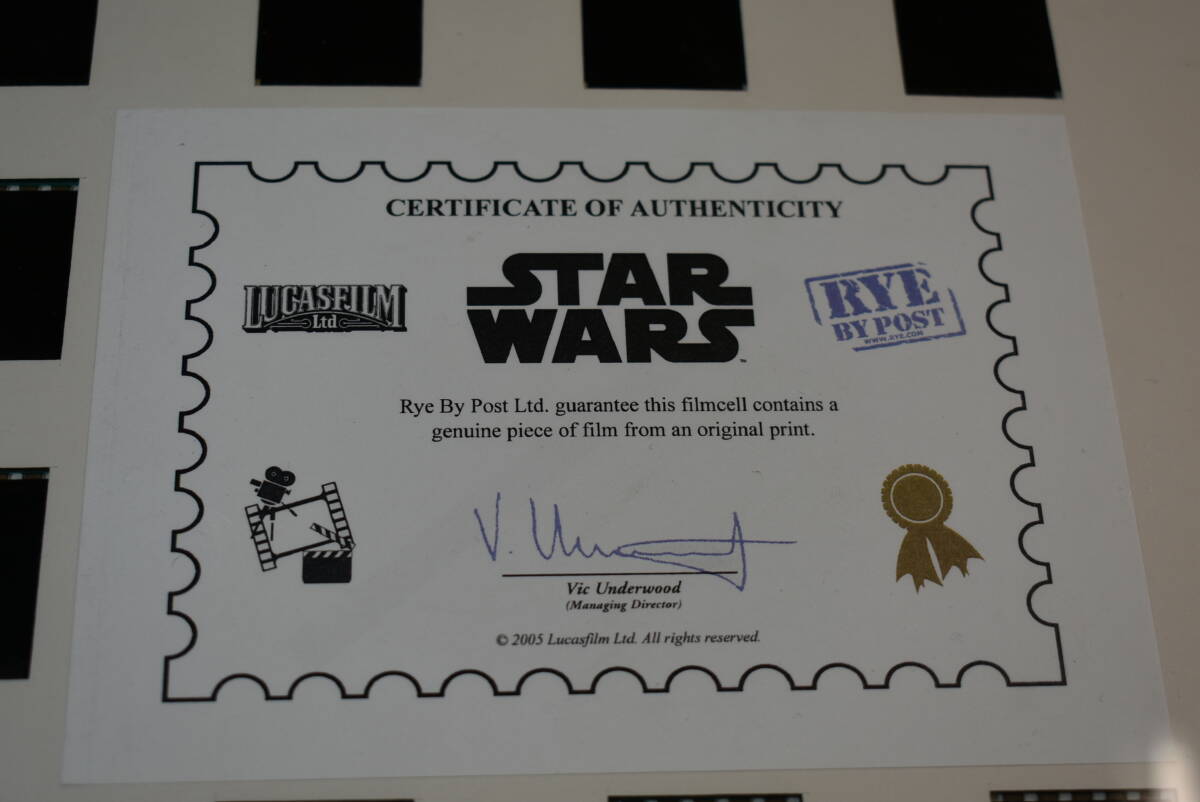 CERTIFICATE OF AUTHENTICITY
LUCASFILM
Ltd
STAR
WARS
TM
RYE
BY POST
WWW.RYE.COM
Rye By Post Ltd. guarantee this filmcell contains a
genuine piece of film from an original print.
V. Underwood
Vic Underwood
(Managing Director)
© 2005 Lucasfilm Ltd. All rights reserved.